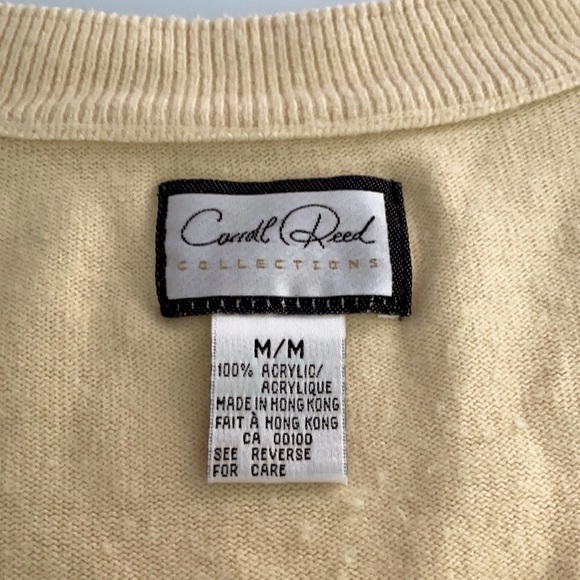 Carroll Reed
COLLECTIONS
M/M
100% ACRYLIC/
ACRYLIQUE
MADE IN HONG KONG
FAIT À HONG KONG
CA 00100
SEE REVERSE
FOR CARE